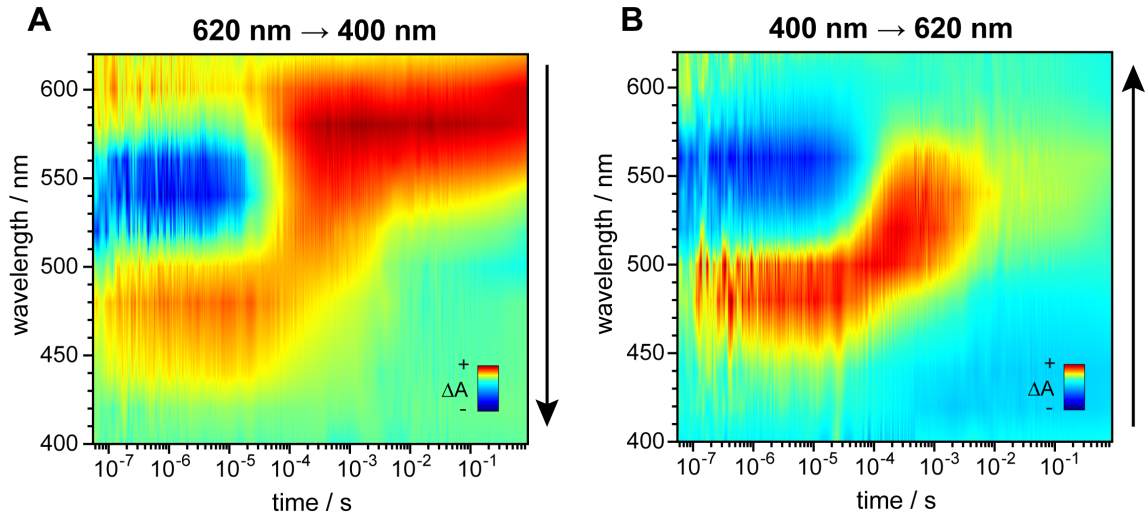 A
620 nm → 400 nm
wavelength / nm
600
550
500
450
400
+
ΔA
-
10⁻⁷ 10⁻⁶ 10⁻⁵ 10⁻⁴ 10⁻³ 10⁻² 10⁻¹
time / s
B
400 nm → 620 nm
wavelength / nm
600
550
500
450
400
+
ΔA
-
10⁻⁷ 10⁻⁶ 10⁻⁵ 10⁻⁴ 10⁻³ 10⁻² 10⁻¹
time / s